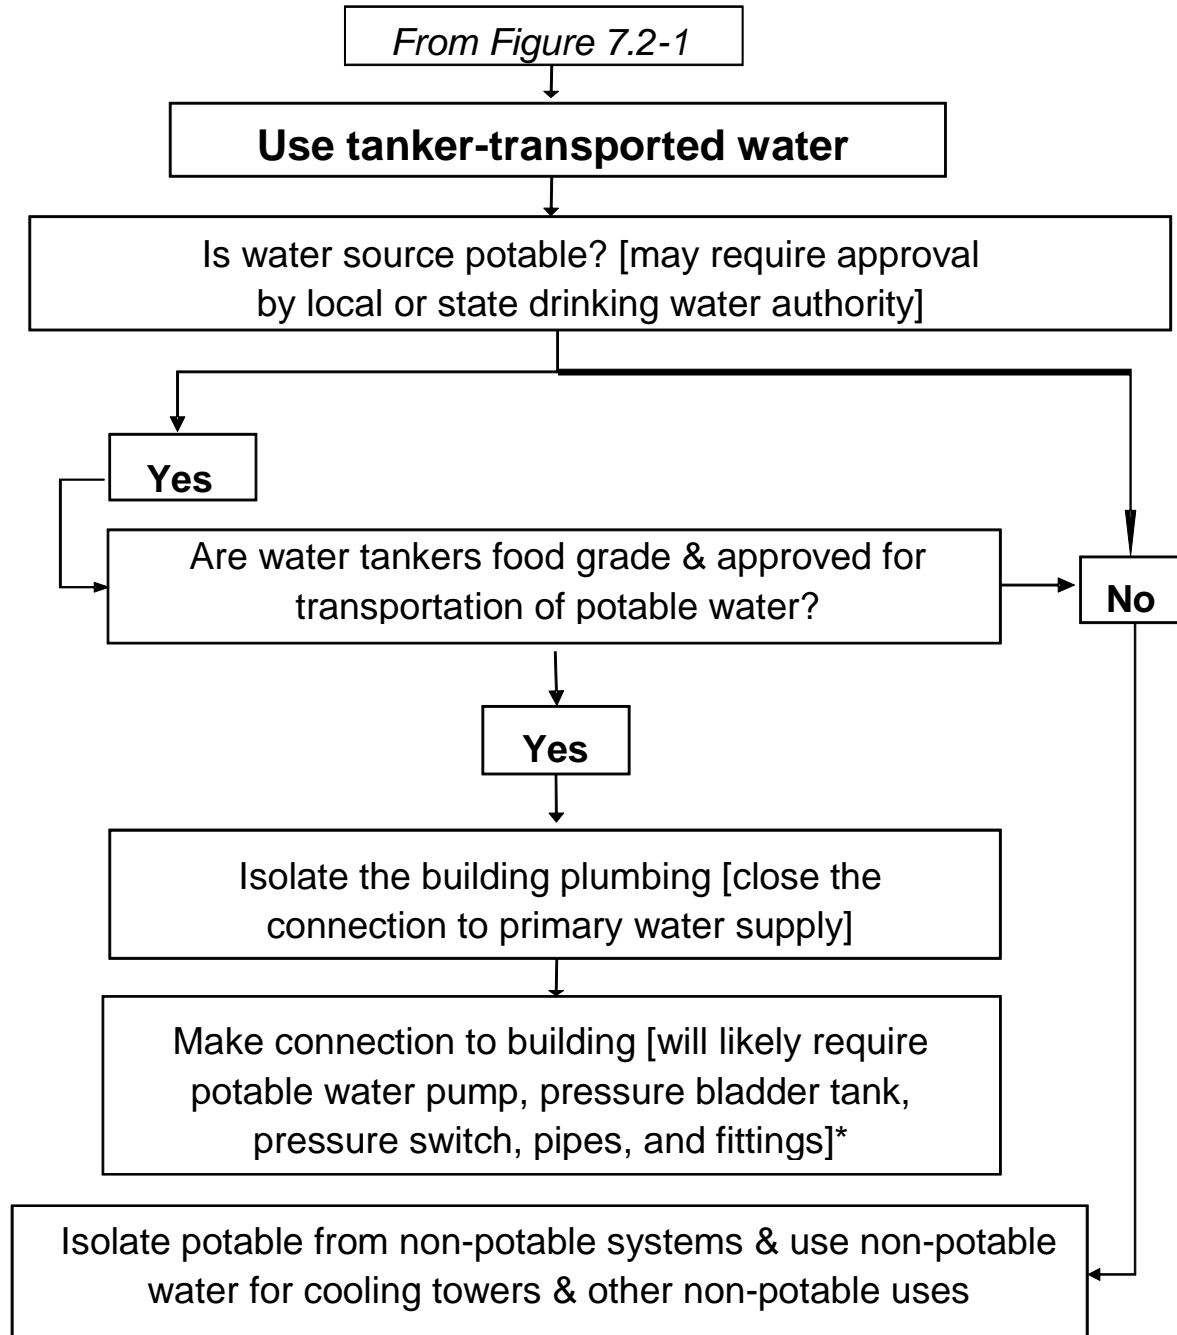 From Figure 7.2-1
Use tanker-transported water
Is water source potable? [may require approval
by local or state drinking water authority]
Yes
Are water tankers food grade & approved for
transportation of potable water?
No
Yes
Isolate the building plumbing [close the
connection to primary water supply]
Make connection to building [will likely require
potable water pump, pressure bladder tank,
pressure switch, pipes, and fittings]*
Isolate potable from non-potable systems & use non-potable
water for cooling towers & other non-potable uses